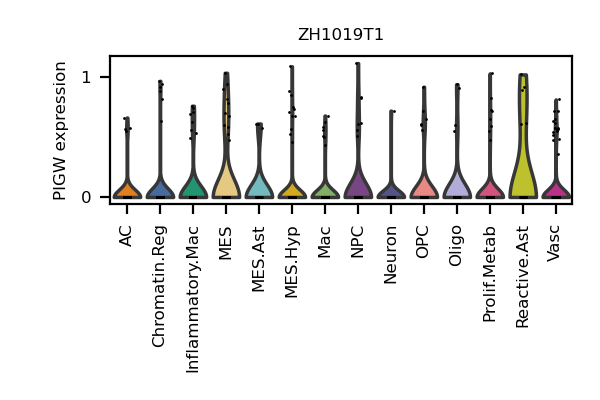 ZH1019T1
PIGW expression
1
0
AC
Chromatin.Reg
Inflammatory.Mac
MES
MES.Ast
MES.Hyp
Mac
NPC
Neuron
OPC
Oligo
Prolif.Metab
Reactive.Ast
Vasc